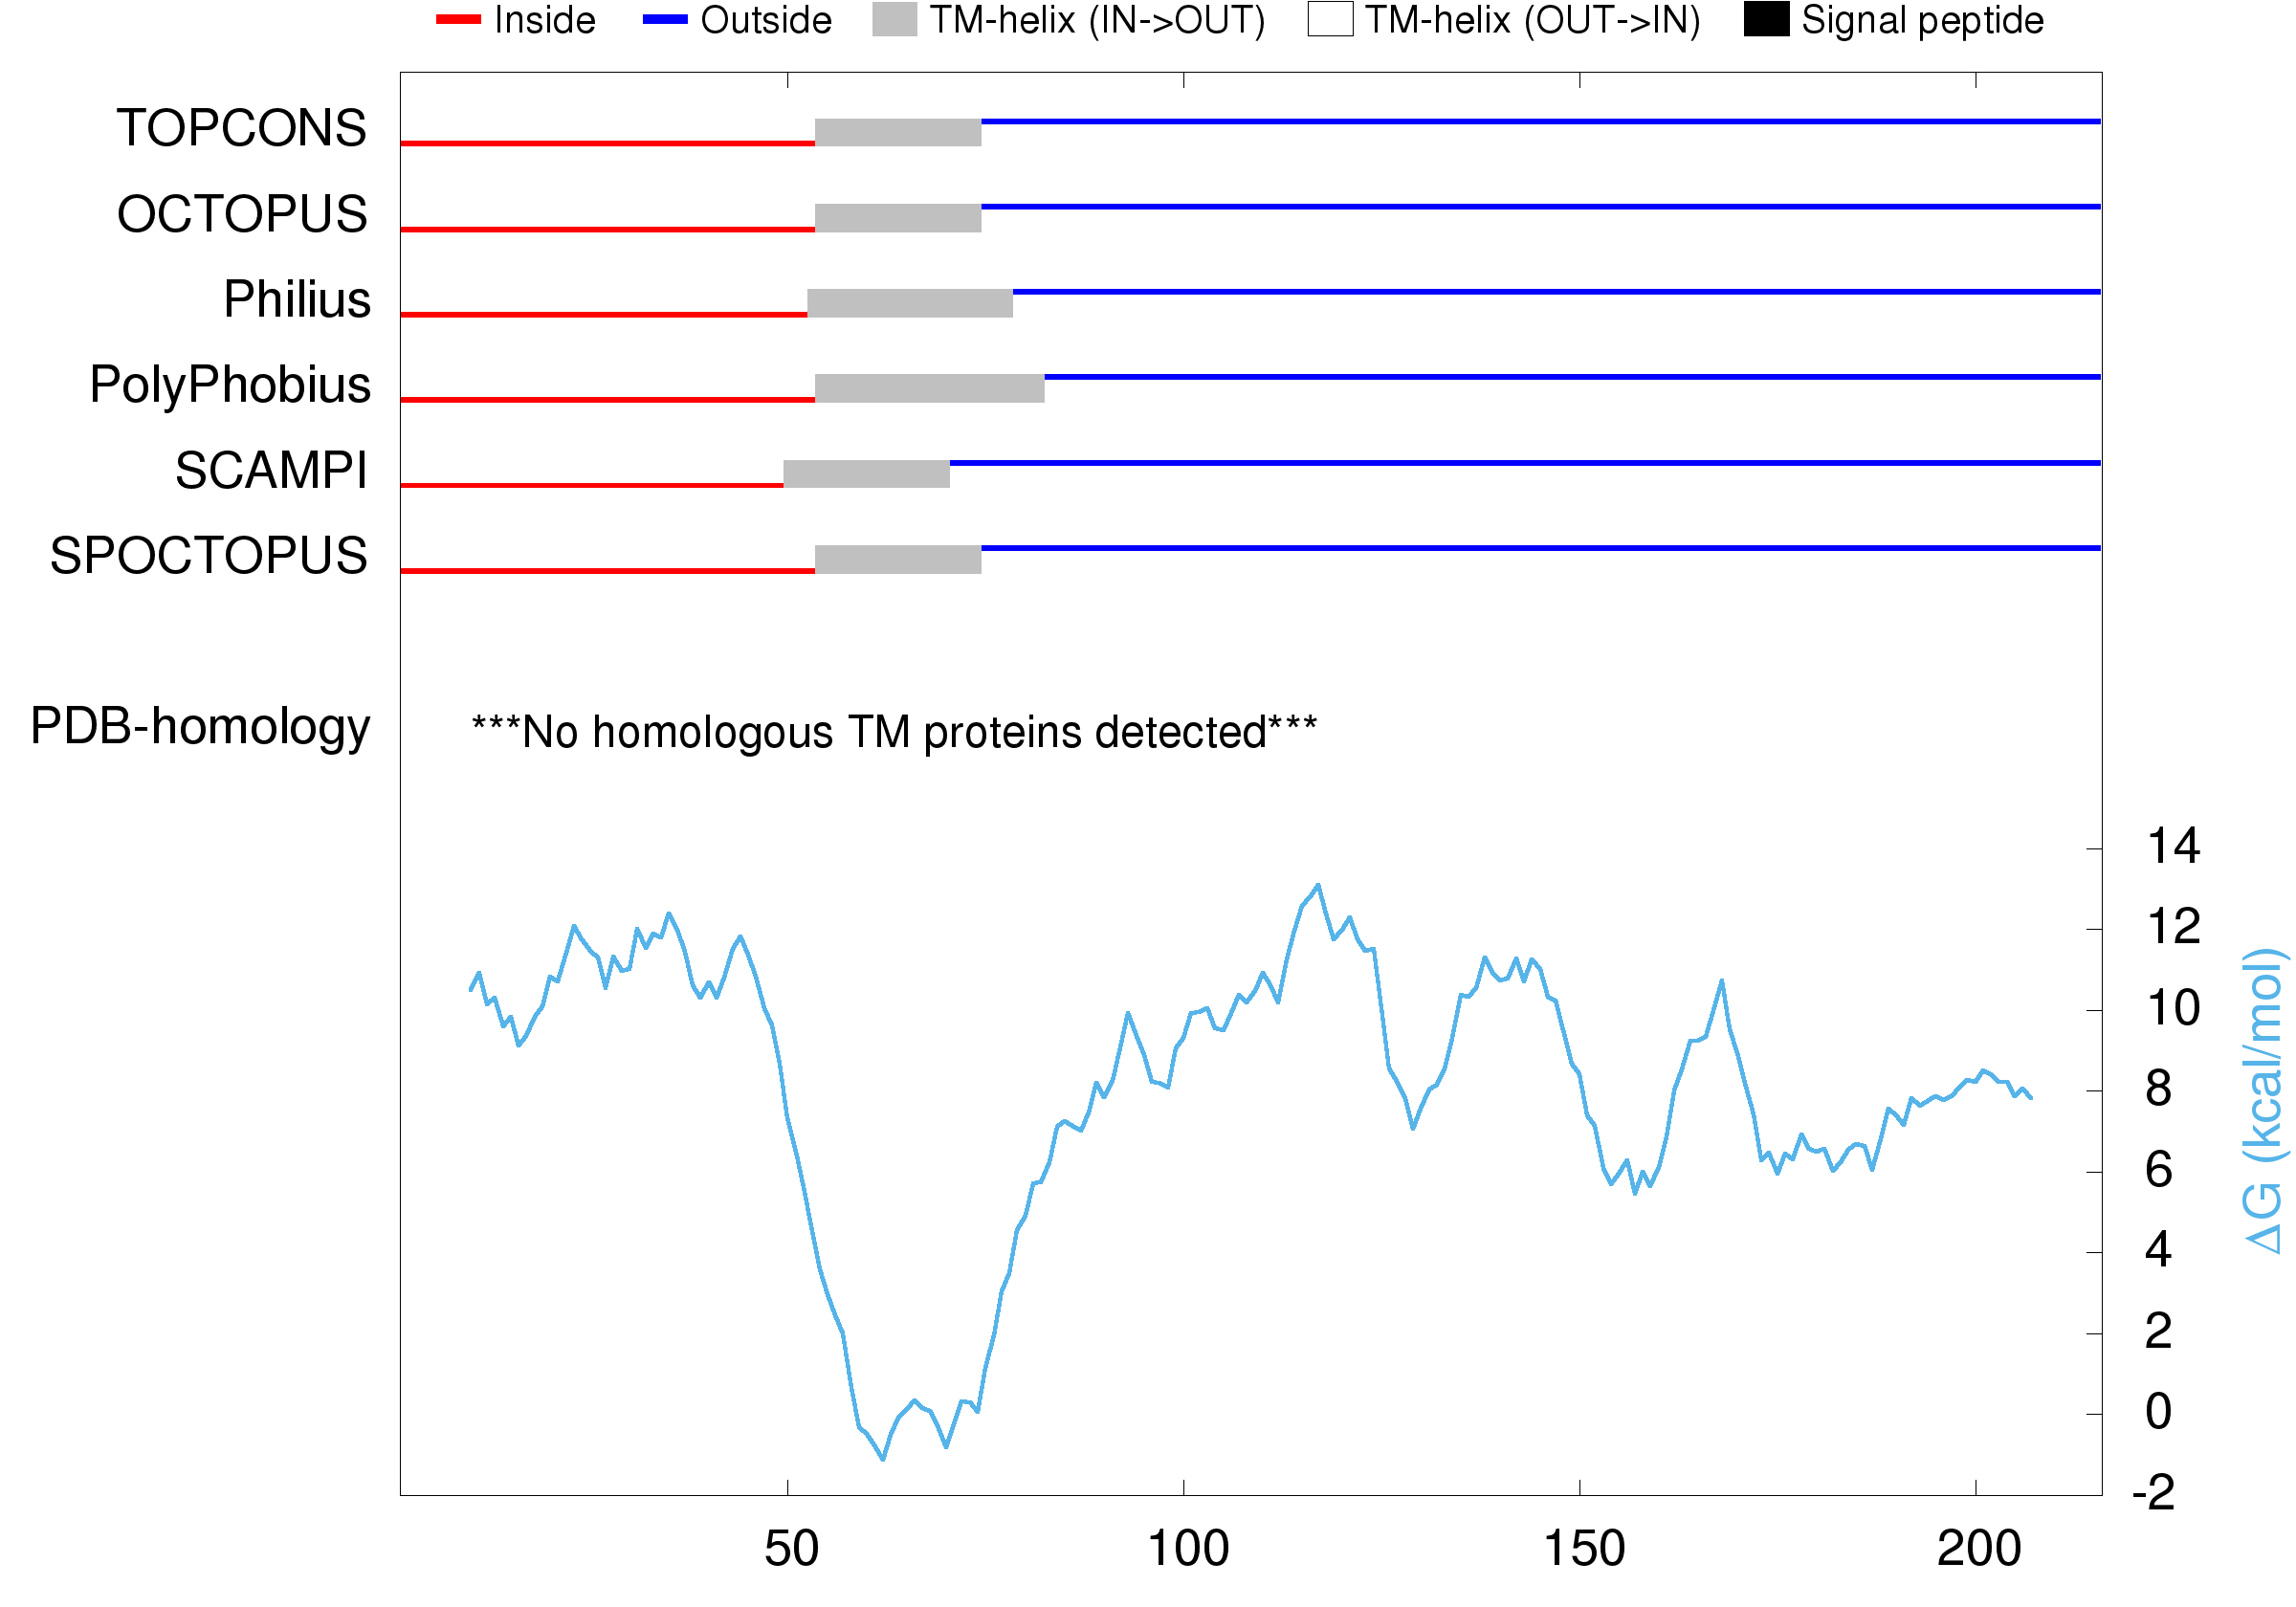 Inside Outside TM-helix (IN->OUT) TM-helix (OUT->IN) Signal peptide
TOPCONS
OCTOPUS
Philius
PolyPhobius
SCAMPI
SPOCTOPUS
PDB-homology ***No homologous TM proteins detected***
14
12
10
8
6
4
2
0
-2
ΔG (kcal/mol)
50 100 150 200